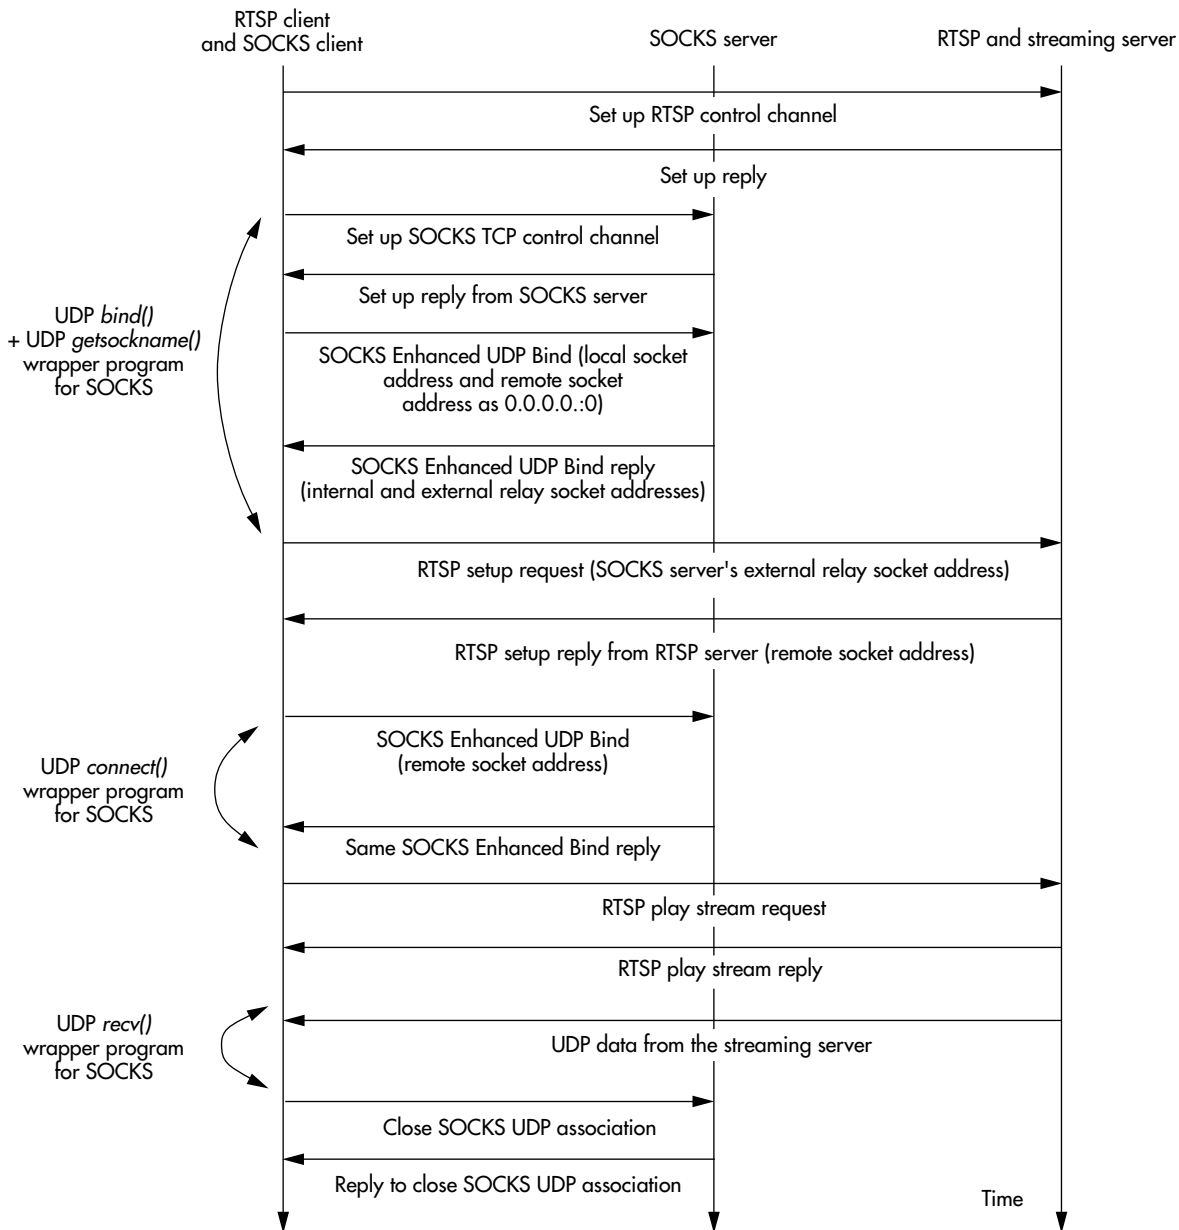 RTSP client
and SOCKS client
SOCKS server
RTSP and streaming server
Set up RTSP control channel
Set up reply
Set up SOCKS TCP control channel
Set up reply from SOCKS server
UDP bind()
+ UDP getsockname()
wrapper program
for SOCKS
SOCKS Enhanced UDP Bind (local socket
address and remote socket
address as 0.0.0.0.:0)
SOCKS Enhanced UDP Bind reply
(internal and external relay socket addresses)
RTSP setup request (SOCKS server's external relay socket address)
RTSP setup reply from RTSP server (remote socket address)
SOCKS Enhanced UDP Bind
(remote socket address)
UDP connect()
wrapper program
for SOCKS
Same SOCKS Enhanced Bind reply
RTSP play stream request
RTSP play stream reply
UDP recv()
wrapper program
for SOCKS
UDP data from the streaming server
Close SOCKS UDP association
Reply to close SOCKS UDP association
Time